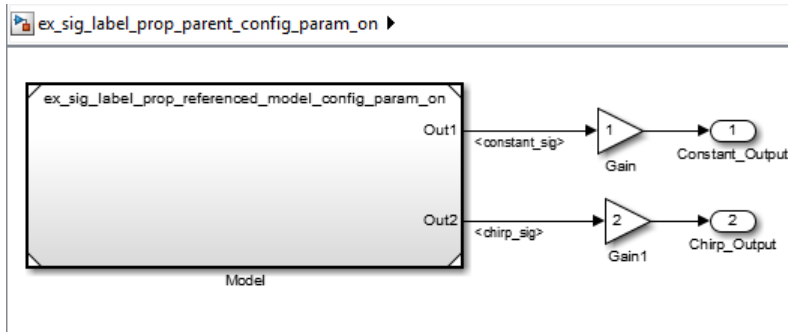 ex_sig_label_prop_parent_config_param_on
ex_sig_label_prop_referenced_model_config_param_on
Out1
<constant_sig>
1
Gain
1
Constant_Output
Out2
<chirp_sig>
2
Gain1
2
Chirp_Output
Model